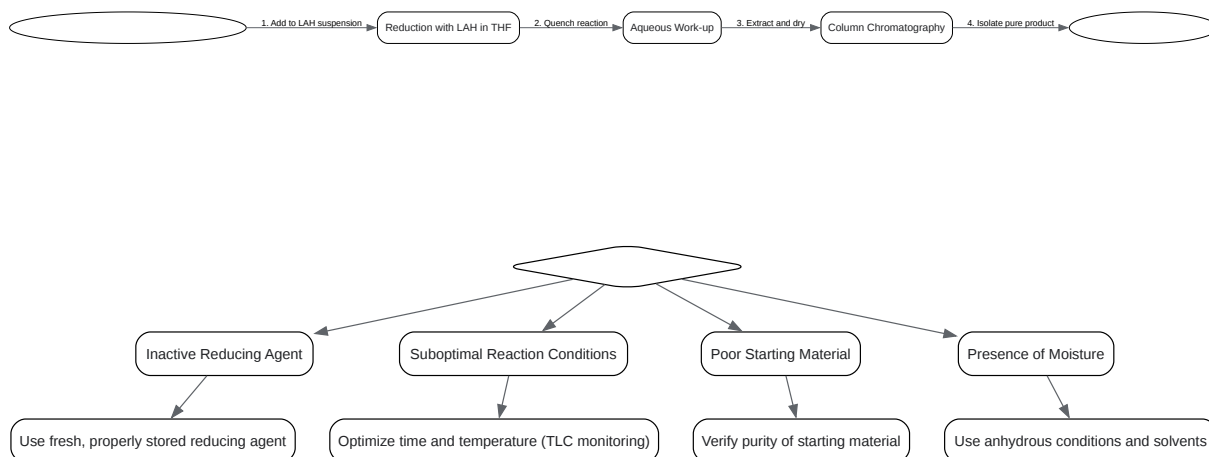 1. Add to LAH suspension
Reduction with LAH in THF
2. Quench reaction
Aqueous Work-up
3. Extract and dry
Column Chromatography
4. Isolate pure product
Inactive Reducing Agent
Suboptimal Reaction Conditions
Poor Starting Material
Presence of Moisture
Use fresh, properly stored reducing agent
Optimize time and temperature (TLC monitoring)
Verify purity of starting material
Use anhydrous conditions and solvents